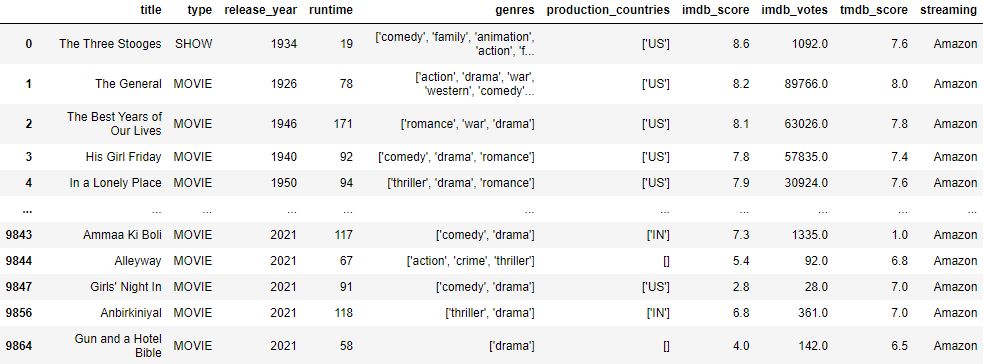 title type release_year runtime genres production_countries imdb_score imdb_votes tmdb_score streaming
0 The Three Stooges SHOW 1934 19 ['comedy', 'family', 'animation', 'action', 'f... ['US'] 8.6 1092.0 7.6 Amazon
1 The General MOVIE 1926 78 ['action', 'drama', 'war', 'western', 'comedy'... ['US'] 8.2 89766.0 8.0 Amazon
2 The Best Years of Our Lives MOVIE 1946 171 ['romance', 'war', 'drama'] ['US'] 8.1 63026.0 7.8 Amazon
3 His Girl Friday MOVIE 1940 92 ['comedy', 'drama', 'romance'] ['US'] 7.8 57835.0 7.4 Amazon
4 In a Lonely Place MOVIE 1950 94 ['thriller', 'drama', 'romance'] ['US'] 7.9 30924.0 7.6 Amazon
... ... ... ... ... ... ... ... ... ... ...
9843 Ammaa Ki Boli MOVIE 2021 117 ['comedy', 'drama'] ['IN'] 7.3 1335.0 1.0 Amazon
9844 Alleyway MOVIE 2021 67 ['action', 'crime', 'thriller'] [] 5.4 92.0 6.8 Amazon
9847 Girls' Night In MOVIE 2021 91 ['comedy', 'drama'] ['US'] 2.8 28.0 7.0 Amazon
9856 Anbirkiniyal MOVIE 2021 118 ['thriller', 'drama'] ['IN'] 6.8 361.0 7.0 Amazon
9864 Gun and a Hotel Bible MOVIE 2021 58 ['drama'] [] 4.0 142.0 6.5 Amazon